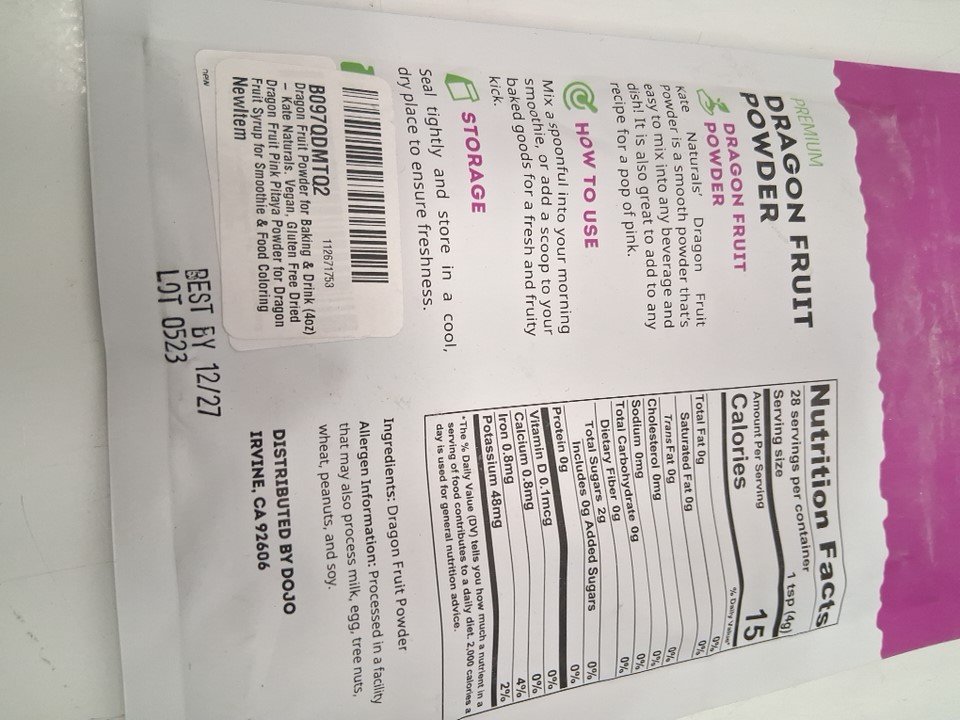 PREMIUM
DRAGON FRUIT
POWDER
DRAGON FRUIT
POWDER
Kate Naturals' Dragon Fruit
Powder is a smooth powder that's
easy to mix into any beverage and
dish! It is also great to add to any
recipe for a pop of pink.
HOW TO USE
Mix a spoonful into your morning
smoothie, or add a scoop to your
baked goods for a fresh and fruity
kick.
STORAGE
Seal tightly and store in a cool,
dry place to ensure freshness.
112671753
B097QDMTQ2
Dragon Fruit Powder for Baking & Drink (4oz)
– Kate Naturals. Vegan, Gluten Free Dried
Dragon Fruit Pink Pitaya Powder for Dragon
Fruit Syrup for Smoothie & Food Coloring
NewItem
new
BEST BY 12/27
LOT 0523
Nutrition Facts
28 servings per container
Serving size 1 tsp (4g)
Amount Per Serving
Calories 15
% Daily Value*
Total Fat 0g 0%
Saturated Fat 0g 0%
Trans Fat 0g 0%
Cholesterol 0mg 0%
Sodium 0mg 0%
Total Carbohydrate 0g 0%
Dietary Fiber 0g 0%
Total Sugars 2g 0%
Includes 0g Added Sugars 0%
Protein 0g 0%
Vitamin D 0.1mcg 0%
Calcium 0.8mg 0%
Iron 0.8mg 4%
Potassium 48mg 2%
*The % Daily Value (DV) tells you how much a nutrient in a
serving of food contributes to a daily diet. 2,000 calories a
day is used for general nutrition advice.
Ingredients: Dragon Fruit Powder
Allergen Information: Processed in a facility
that may also process milk, egg, tree nuts,
wheat, peanuts, and soy.
DISTRIBUTED BY DOJO
IRVINE, CA 92606